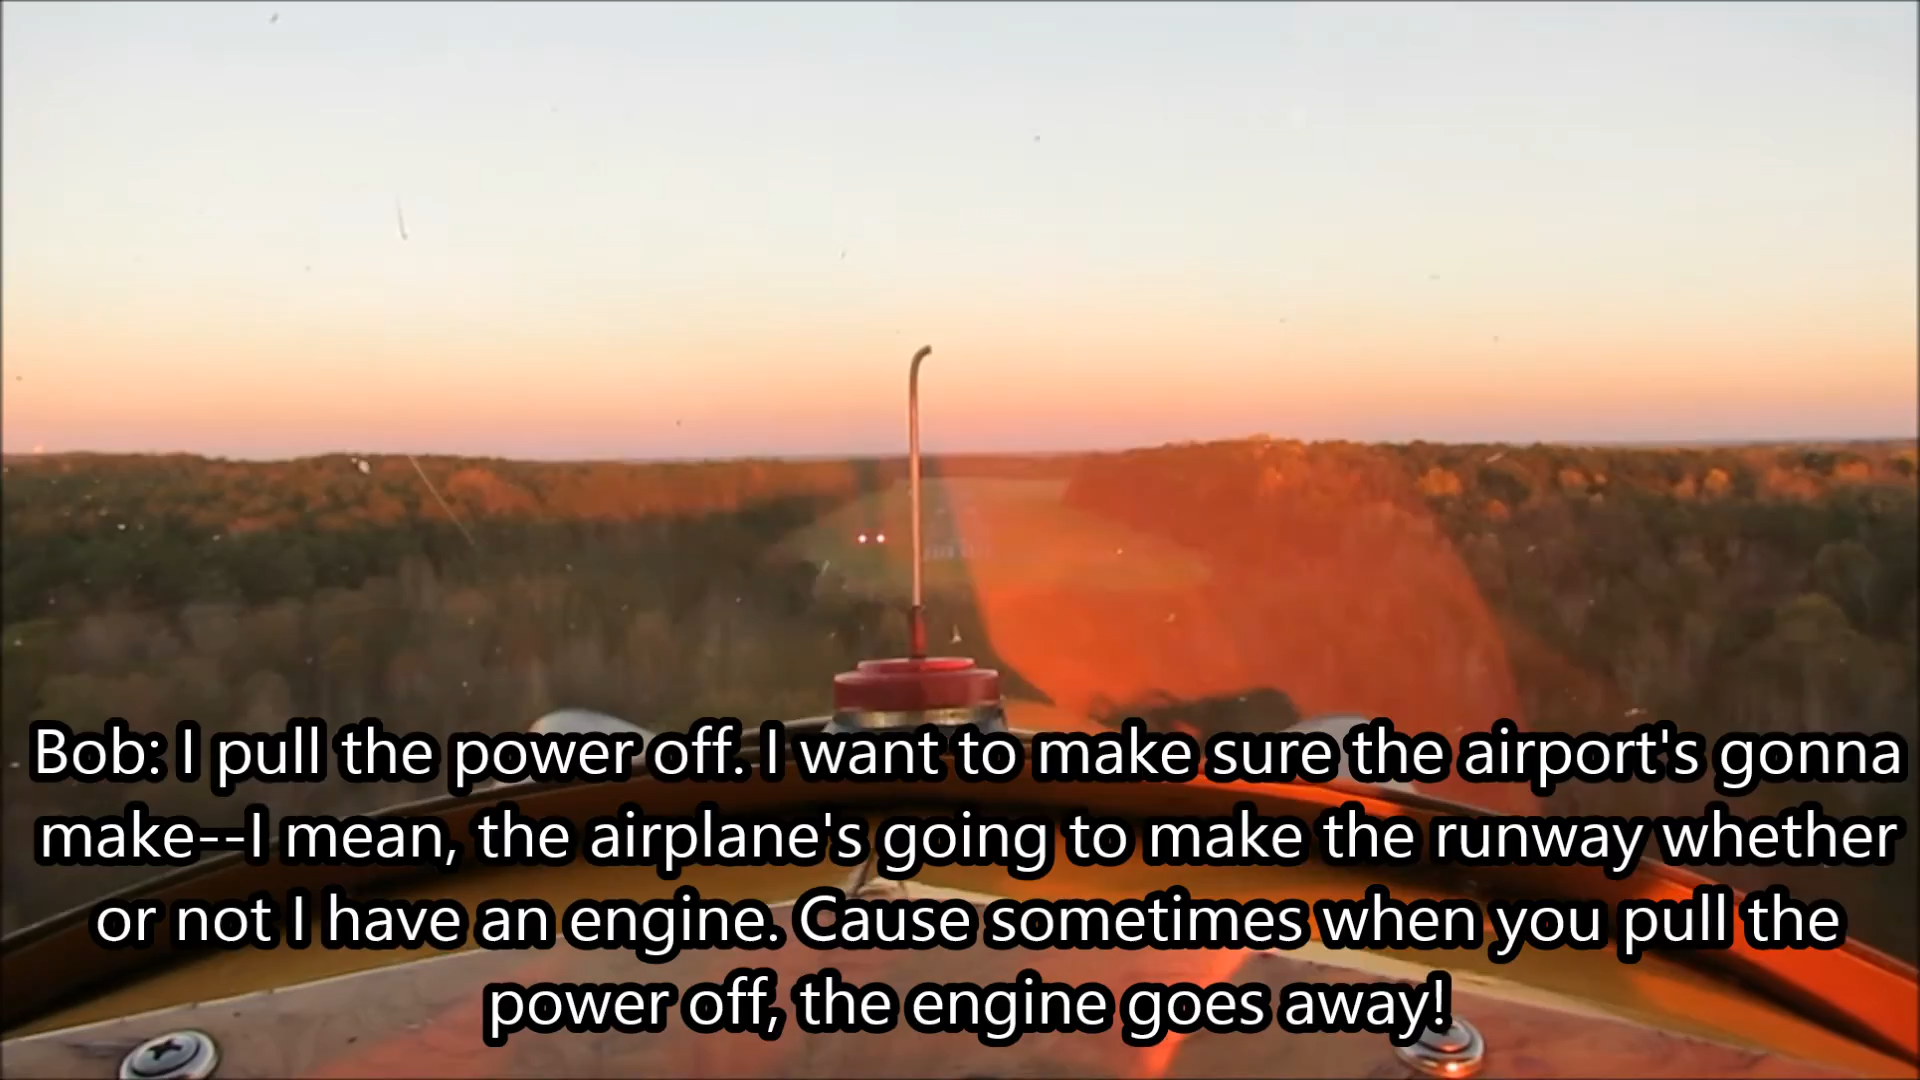 Bob: I pull the power off. I want to make sure the airport's gonna
make--I mean, the airplane's going to make the runway whether
or not I have an engine. Cause sometimes when you pull the
power off, the engine goes away!